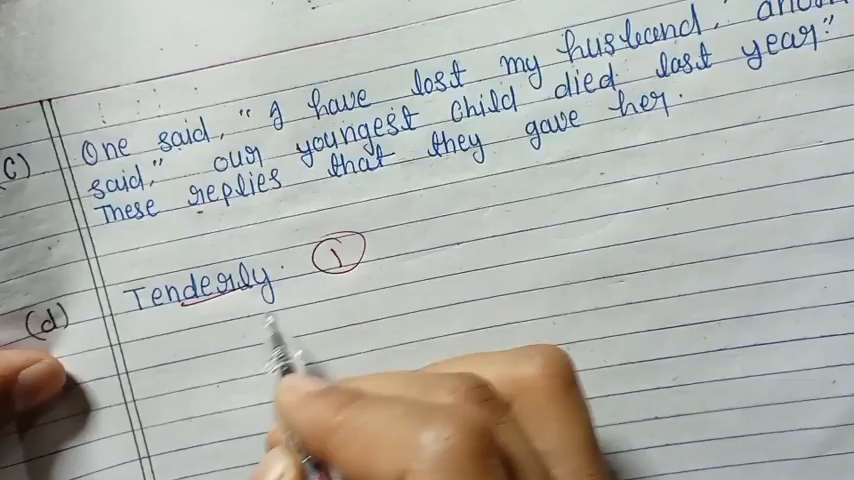 (c) One said, "I have lost my husband," 
said," our youngest child died last year."
These replies that they gave her.
(d) Tenderly. 1